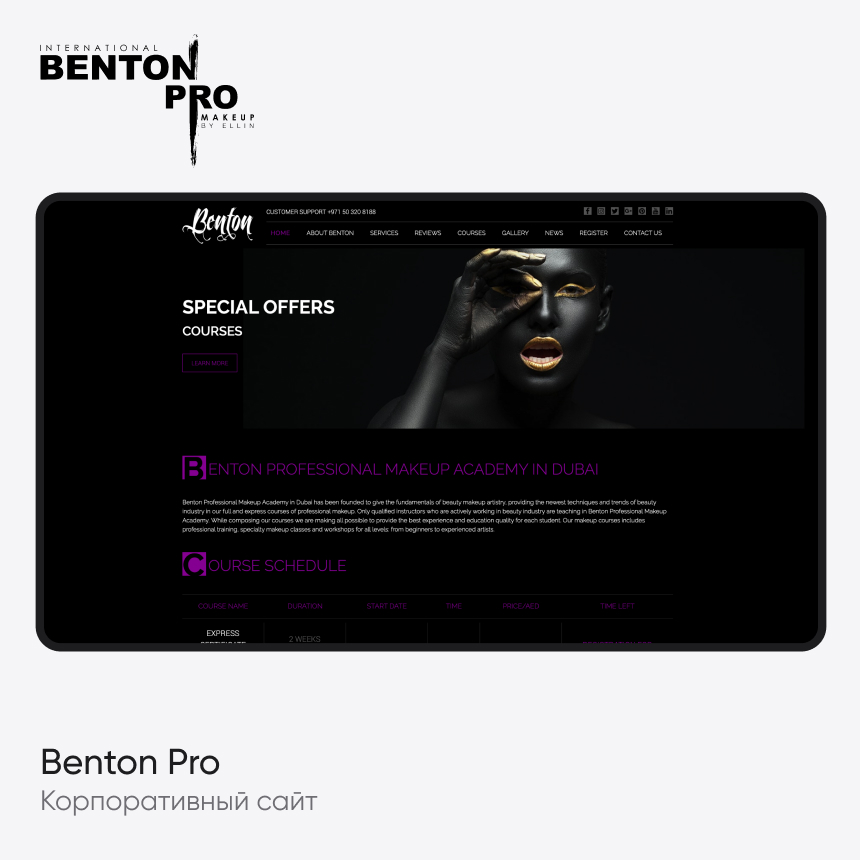 INTERNATIONAL
BENTON
PRO
MAKEUP
BY ELLIN
Benton
CUSTOMER SUPPORT +971 50 320 8188
HOME ABOUT BENTON SERVICES REVIEWS COURSES GALLERY NEWS REGISTER CONTACT US
SPECIAL OFFERS
COURSES
LEARN MORE
BENTON PROFESSIONAL MAKEUP ACADEMY IN DUBAI
Benton Professional Makeup Academy in Dubai has been founded to give the fundamentals of beauty makeup artistry, providing the newest techniques and trends of beauty
industry in our full and express courses of professional makeup. Only qualified instructors who are actively working in beauty industry are teaching in Benton Professional Makeup
Academy. While composing our courses we are making all possible to provide the best experience and education quality for each student. Our makeup courses includes
professional training, specialty makeup classes and workshops for all levels: from beginners to experienced artists.
COURSE SCHEDULE
COURSE NAME DURATION START DATE TIME PRICE/AED TIME LEFT
EXPRESS
2 WEEKS
Benton Pro
Корпоративный сайт